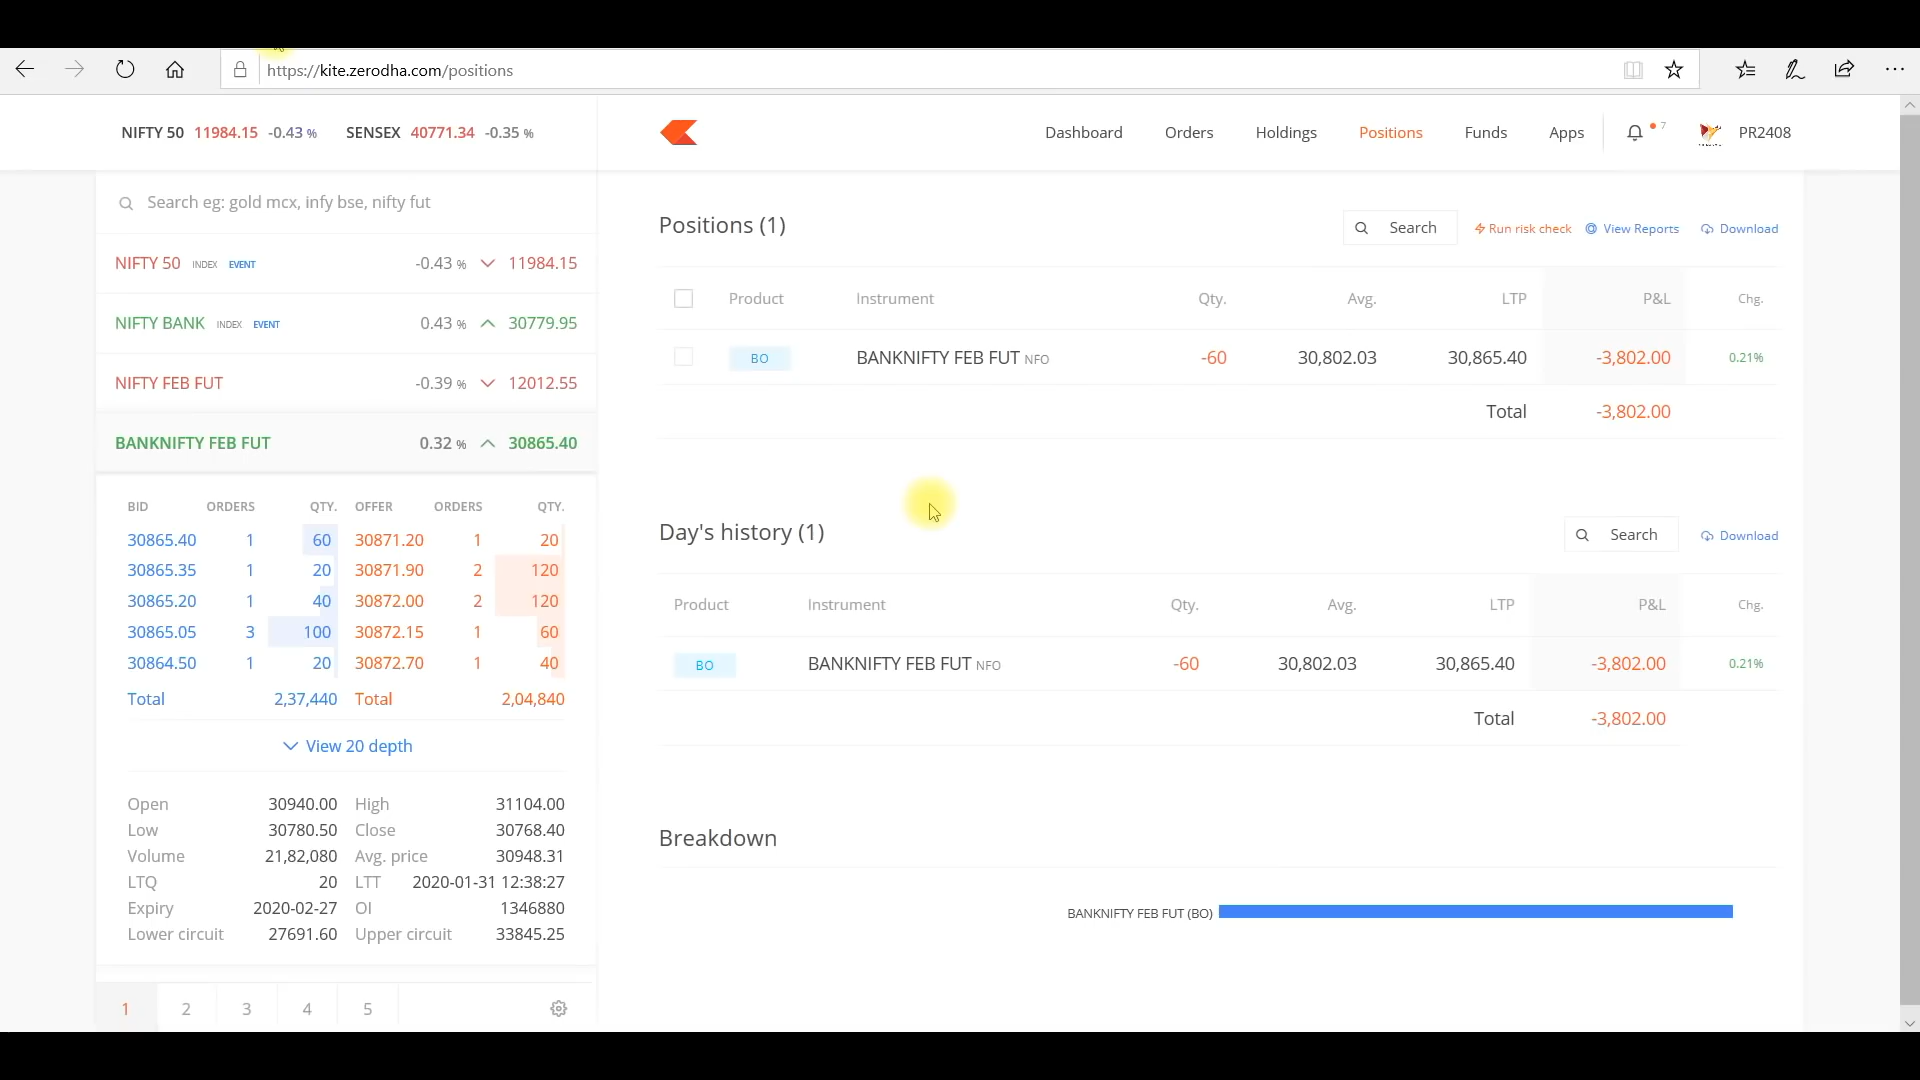 https://kite.zerodha.com/positions
NIFTY 50 11984.15 -0.43 % SENSEX 40771.34 -0.35 %
Dashboard Orders Holdings Positions Funds Apps 7 PR2408
Search eg: gold mcx, infy bse, nifty fut
NIFTY 50 INDEX EVENT -0.43 % 11984.15
NIFTY BANK INDEX EVENT 0.43 % 30779.95
NIFTY FEB FUT -0.39 % 12012.55
BANKNIFTY FEB FUT 0.32 % 30865.40
BID ORDERS QTY. OFFER ORDERS QTY.
30865.40 1 60 30871.20 1 20
30865.35 1 20 30871.90 2 120
30865.20 1 40 30872.00 2 120
30865.05 3 100 30872.15 1 60
30864.50 1 20 30872.70 1 40
Total 2,37,440 Total 2,04,840
View 20 depth
Open 30940.00 High 31104.00
Low 30780.50 Close 30768.40
Volume 21,82,080 Avg. price 30948.31
LTQ 20 LTT 2020-01-31 12:38:27
Expiry 2020-02-27 OI 1346880
Lower circuit 27691.60 Upper circuit 33845.25
1 2 3 4 5
Positions (1) Search Run risk check View Reports Download
Product Instrument Qty. Avg. LTP P&L Chg.
BO BANKNIFTY FEB FUT NFO -60 30,802.03 30,865.40 -3,802.00 0.21%
Total -3,802.00
Day's history (1) Search Download
Product Instrument Qty. Avg. LTP P&L Chg.
BO BANKNIFTY FEB FUT NFO -60 30,802.03 30,865.40 -3,802.00 0.21%
Total -3,802.00
Breakdown
BANKNIFTY FEB FUT (BO)